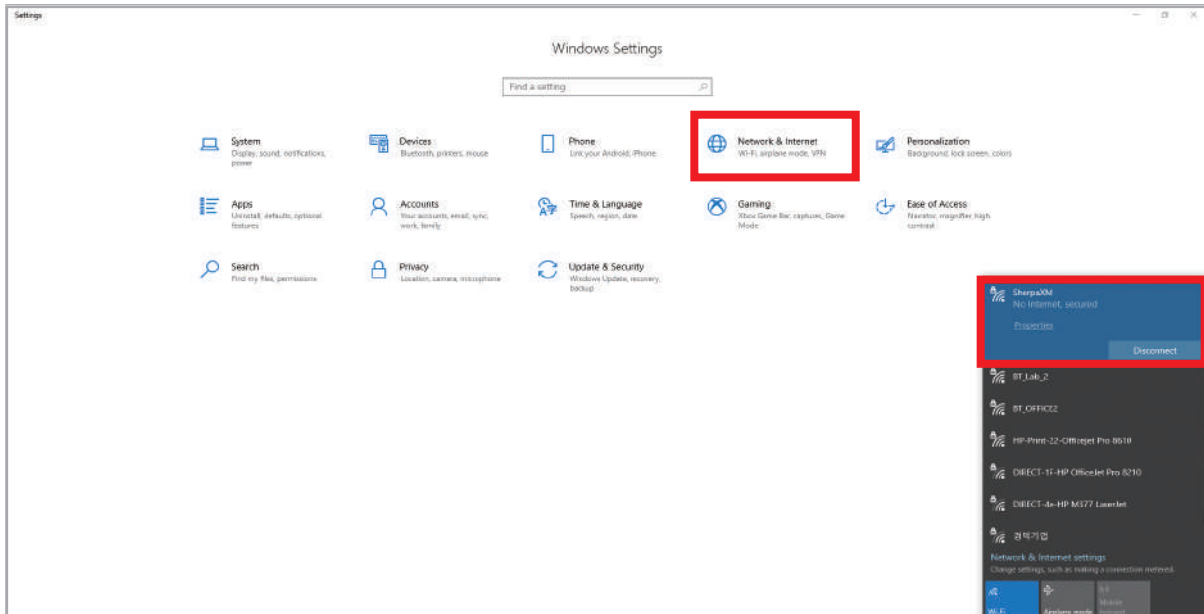 Settings
Windows Settings
Find a setting
System
Display, sound, notifications,
power
Devices
Bluetooth, printers, mouse
Phone
Link your Android, iPhone
Network & Internet
Wi-Fi, airplane mode, VPN
Personalization
Background, lock screen, colors
Apps
Uninstall, defaults, optional
features
Accounts
Your accounts, email, sync,
work, family
Time & Language
Speech, region, date
Gaming
Xbox Game Bar, captures, Game
Mode
Ease of Access
Narrator, magnifier, high
contrast
Search
Find my files, permissions
Privacy
Location, camera, microphone
Update & Security
Windows Update, recovery,
backup
SherpaXM
No Internet, secured
Properties
Disconnect
BT_Lab_2
BT_OFFICE2
HP-Print-22-Officejet Pro 8610
DIRECT-1F-HP OfficeJet Pro 8210
DIRECT-4e-HP M377 LaserJet
Network & Internet settings
Change settings, such as making a connection metered.
Wi-Fi
Airplane mode
Mobile